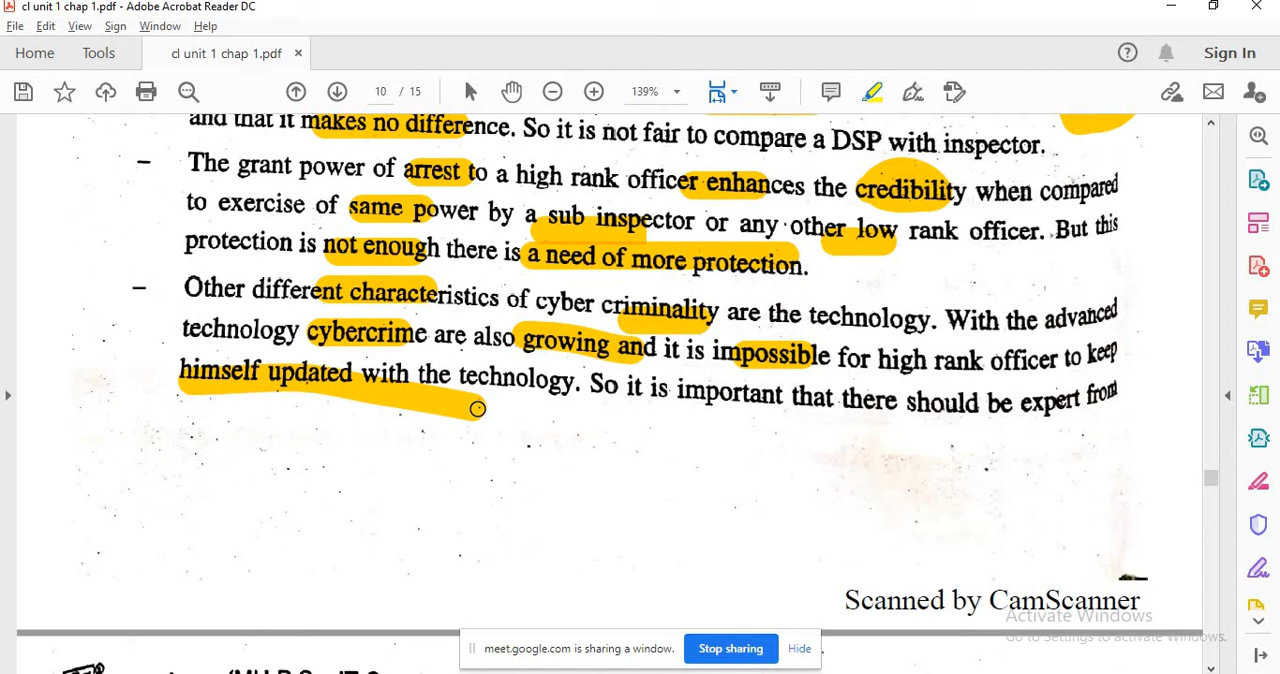 cl unit 1 chap 1.pdf - Adobe Acrobat Reader DC
File Edit View Sign Window Help
Home Tools cl unit 1 chap 1.pdf × Sign In
10 / 15 139%
and that it makes no difference. So it is not fair to compare a DSP with inspector.
– The grant power of arrest to a high rank officer enhances the credibility when compared
to exercise of same power by a sub inspector or any other low rank officer. But this
protection is not enough there is a need of more protection.
– Other different characteristics of cyber criminality are the technology. With the advanced
technology cybercrime are also growing and it is impossible for high rank officer to keep
himself updated with the technology. So it is important that there should be expert from
Scanned by CamScanner
Activate Windows
Go to Settings to activate Windows.
meet.google.com is sharing a window. Stop sharing Hide